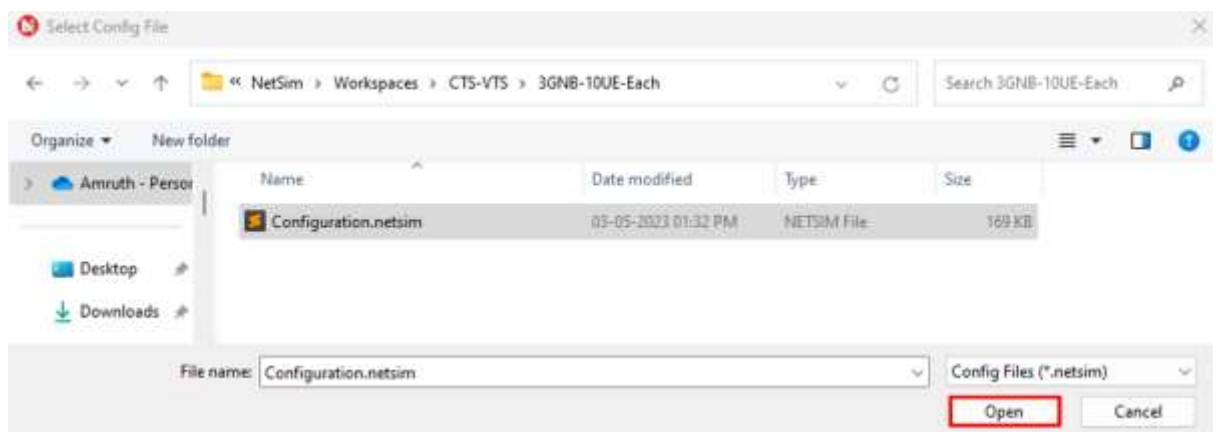 Select Config File
« NetSim > Workspaces > CTS-VTS > 3GNB-10UE-Each
Search 3GNB-10UE-Each
Organize New folder
Amruth - Person
Name Date modified Type Size
Configuration.netsim 03-05-2023 01:32 PM NETSIM File 169 KB
Desktop
Downloads
File name: Configuration.netsim Config Files (*.netsim)
Open Cancel